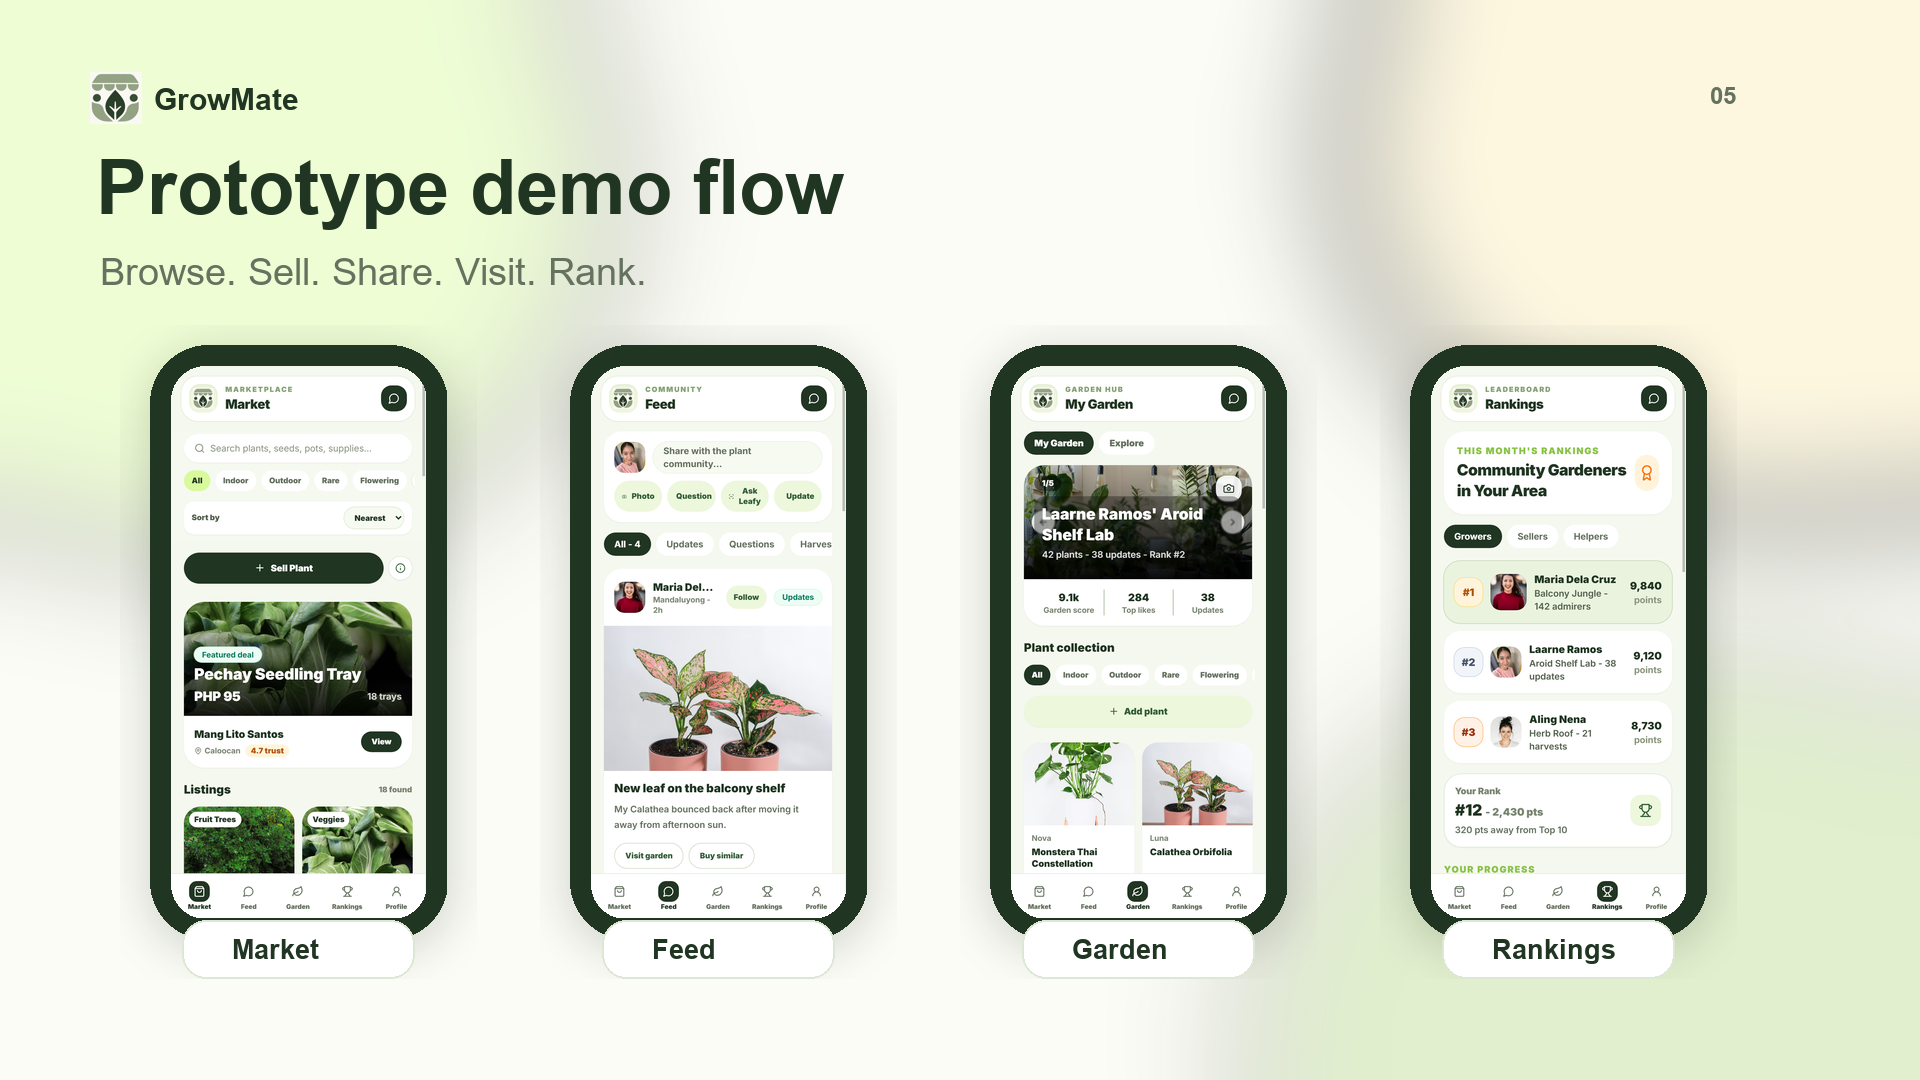 GrowMate
05
Prototype demo flow
Browse. Sell. Share. Visit. Rank.
MARKETPLACE
Market
Search plants, seeds, pots, supplies...
All
Indoor
Outdoor
Rare
Flowering
Sort by
Nearest
+ Sell Plant
Featured deal
Pechay Seedling Tray
PHP 95
18 trays
Mang Lito Santos
Caloocan
4.7 trust
View
Listings
18 found
Fruit Trees
Veggies
Market
Feed
Garden
Rankings
Profile
Market
COMMUNITY
Feed
Share with the plant
community...
Photo
Question
Ask
Leafy
Update
All - 4
Updates
Questions
Harves
Maria Del...
Mandaluyong -
2h
Follow
Updates
New leaf on the balcony shelf
My Calathea bounced back after moving it
away from afternoon sun.
Visit garden
Buy similar
Market
Feed
Garden
Rankings
Profile
Feed
GARDEN HUB
My Garden
My Garden
Explore
1/5
Laarne Ramos' Aroid
Shelf Lab
42 plants - 38 updates - Rank #2
9.1k
Garden score
284
Top likes
38
Updates
Plant collection
All
Indoor
Outdoor
Rare
Flowering
+ Add plant
Nova
Monstera Thai
Constellation
Luna
Calathea Orbifolia
Market
Feed
Garden
Rankings
Profile
Garden
LEADERBOARD
Rankings
THIS MONTH'S RANKINGS
Community Gardeners
in Your Area
Growers
Sellers
Helpers
#1
Maria Dela Cruz
Balcony Jungle -
142 admirers
9,840
points
#2
Laarne Ramos
Aroid Shelf Lab - 38
updates
9,120
points
#3
Aling Nena
Herb Roof - 21
harvests
8,730
points
Your Rank
#12 - 2,430 pts
320 pts away from Top 10
YOUR PROGRESS
Market
Feed
Garden
Rankings
Profile
Rankings